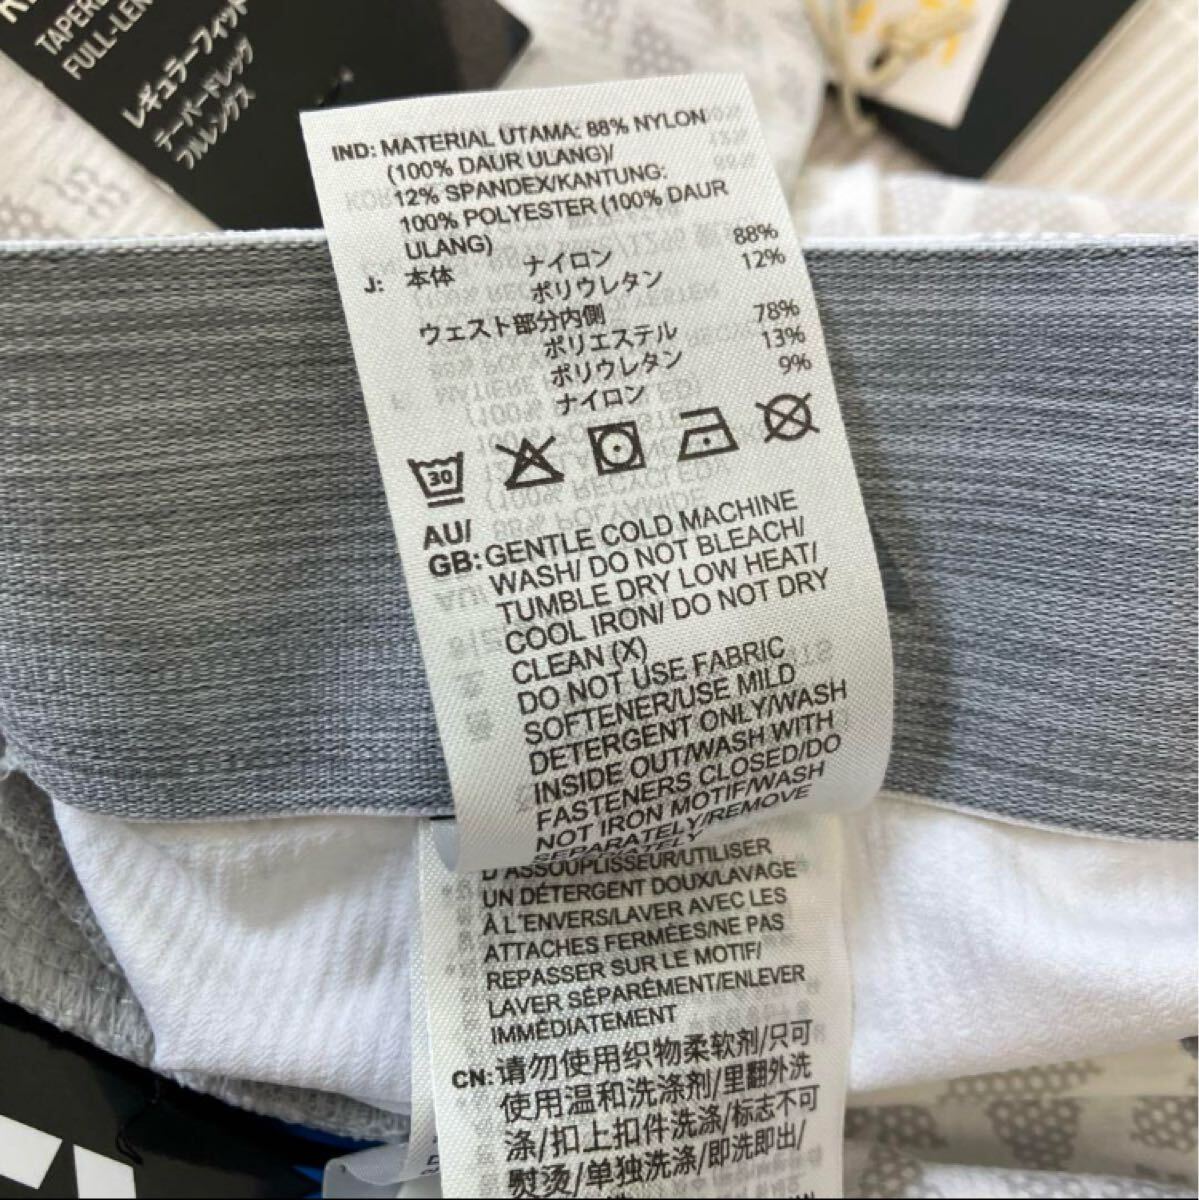 TAPERED
FULL-LEN
レギュラーフィット
テーパードレッグ
フルレングス
IND: MATERIAL UTAMA: 88% NYLON
(100% DAUR ULANG)/
12% SPANDEX/KANTUNG:
100% POLYESTER (100% DAUR
ULANG)
J: 本体 ナイロン 88%
ポリウレタン 12%
ウェスト部分内側
ポリエステル 78%
ポリウレタン 13%
ナイロン 9%
30
AU/
GB: GENTLE COLD MACHINE
WASH/ DO NOT BLEACH/
TUMBLE DRY LOW HEAT/
COOL IRON/ DO NOT DRY
CLEAN (X)
DO NOT USE FABRIC
SOFTENER/USE MILD
DETERGENT ONLY/WASH
INSIDE OUT/WASH WITH
FASTENERS CLOSED/DO
NOT IRON MOTIF/WASH
SEPARATELY/REMOVE
D'ASSOUPLISSEUR/UTILISER
UN DÉTERGENT DOUX/LAVAGE
À L'ENVERS/LAVER AVEC LES
ATTACHES FERMÉES/NE PAS
REPASSER SUR LE MOTIF/
LAVER SÉPARÉMENT/ENLEVER
IMMÉDIATEMENT
CN: 请勿使用织物柔软剂/只可
使用温和洗涤剂/里翻外洗
涤/扣上扣件洗涤/标志不可
熨烫/单独洗涤/即洗即出/